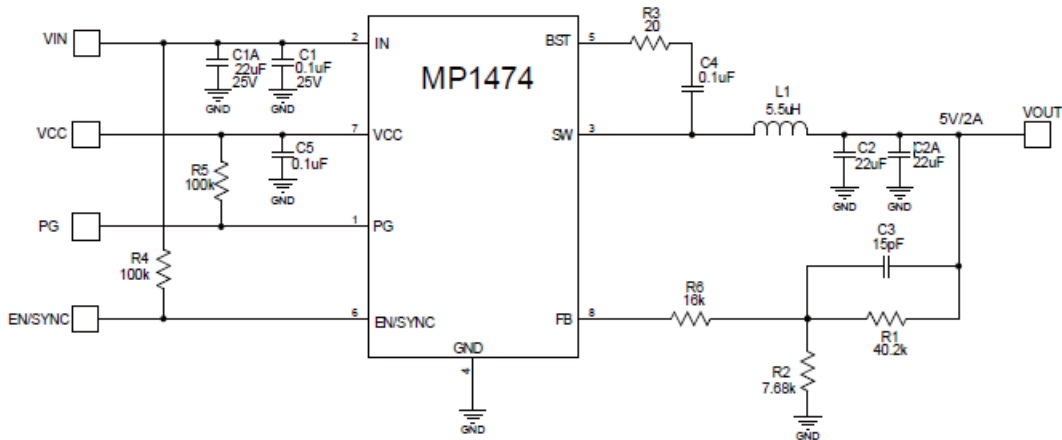 VIN
2
IN
C1A
22uF
25V
GND
C1
0.1uF
25V
GND
MP1474
BST
5
R3
20
C4
0.1uF
L1
5.5uH
5V/2A
VOUT
VCC
7
VCC
C5
0.1uF
GND
SW
3
C2
22uF
GND
C2A
22uF
GND
R5
100k
PG
1
PG
R4
100k
C3
15pF
EN/SYNC
6
EN/SYNC
FB
8
R6
16k
R1
40.2k
GND
4
GND
R2
7.68k
GND